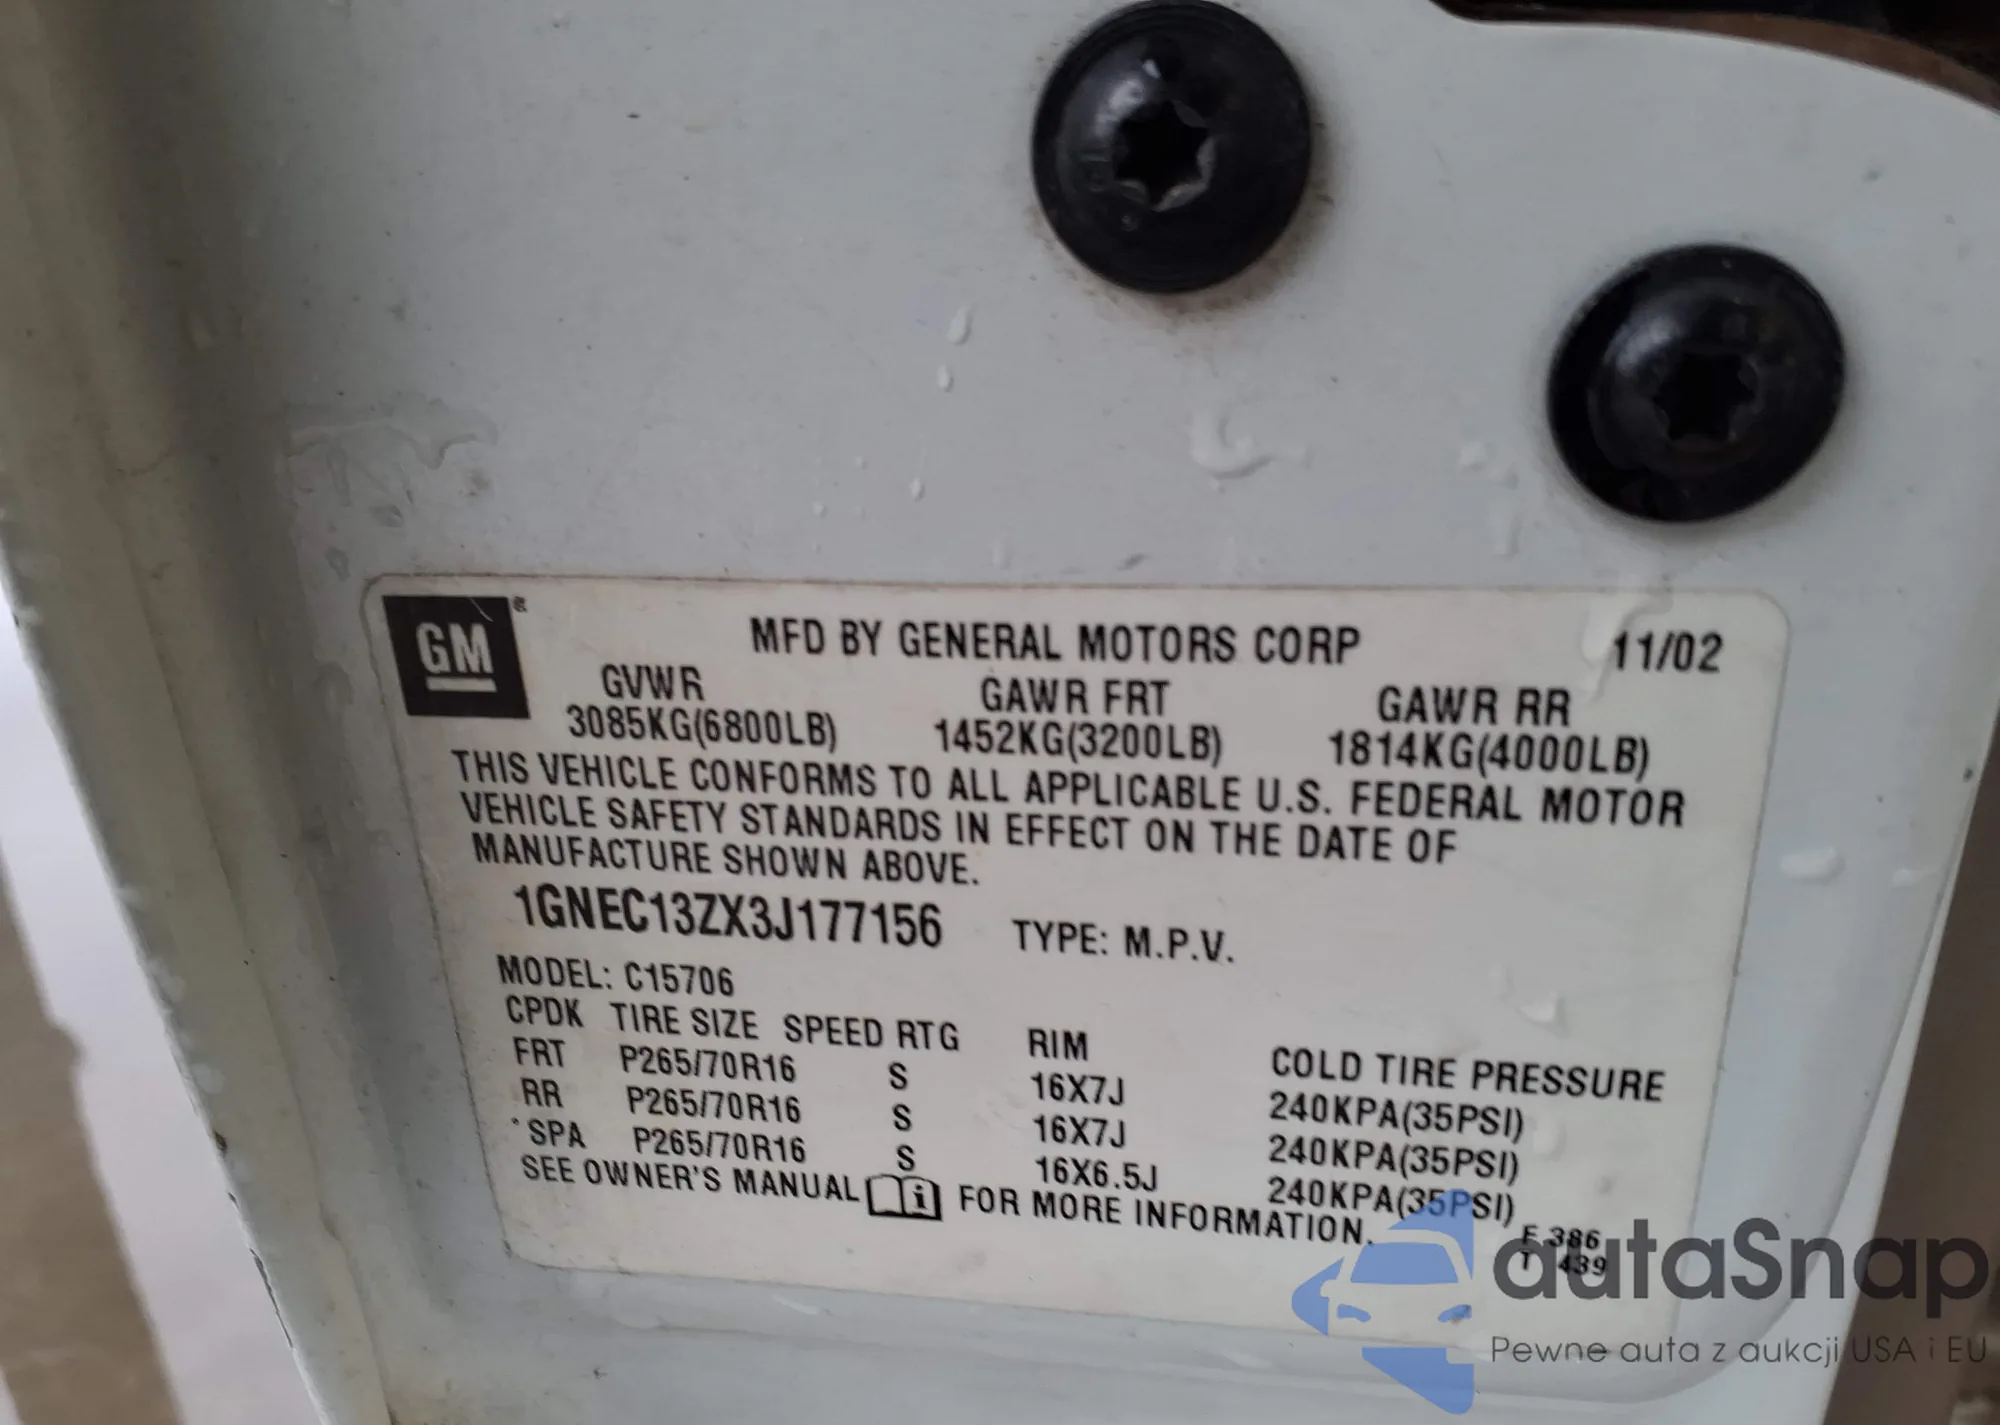 GM
MFD BY GENERAL MOTORS CORP 11/02
GVWR GAWR FRT GAWR RR
3085KG(6800LB) 1452KG(3200LB) 1814KG(4000LB)
THIS VEHICLE CONFORMS TO ALL APPLICABLE U.S. FEDERAL MOTOR
VEHICLE SAFETY STANDARDS IN EFFECT ON THE DATE OF
MANUFACTURE SHOWN ABOVE.
1GNEC13ZX3J177156 TYPE: M.P.V.
MODEL: C15706
CPDK TIRE SIZE SPEED RTG RIM COLD TIRE PRESSURE
FRT P265/70R16 S 16X7J 240KPA(35PSI)
RR P265/70R16 S 16X7J 240KPA(35PSI)
SPA P265/70R16 S 16X6.5J 240KPA(35PSI)
SEE OWNER'S MANUAL i FOR MORE INFORMATION.
386
439
autaSnap
Pewne auta z aukcji USA i EU